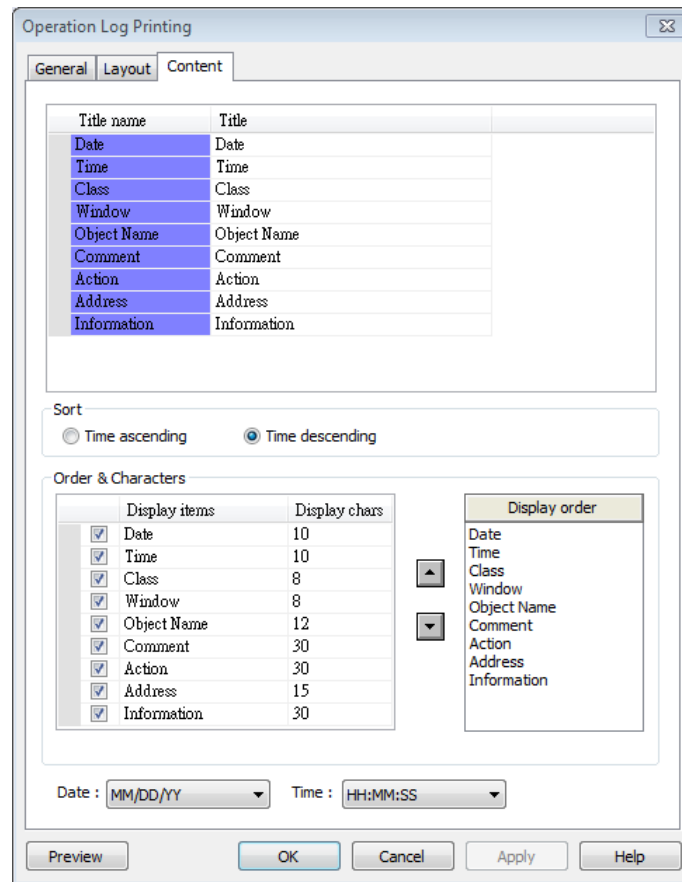 Operation Log Printing
General Layout Content
Title name Title
Date Date
Time Time
Class Class
Window Window
Object Name Object Name
Comment Comment
Action Action
Address Address
Information Information
Sort
Time ascending Time descending
Order & Characters
Display items Display chars
Date 10
Time 10
Class 8
Window 8
Object Name 12
Comment 30
Action 30
Address 15
Information 30
Display order
Date
Time
Class
Window
Object Name
Comment
Action
Address
Information
Date : MM/DD/YY Time : HH:MM:SS
Preview OK Cancel Apply Help